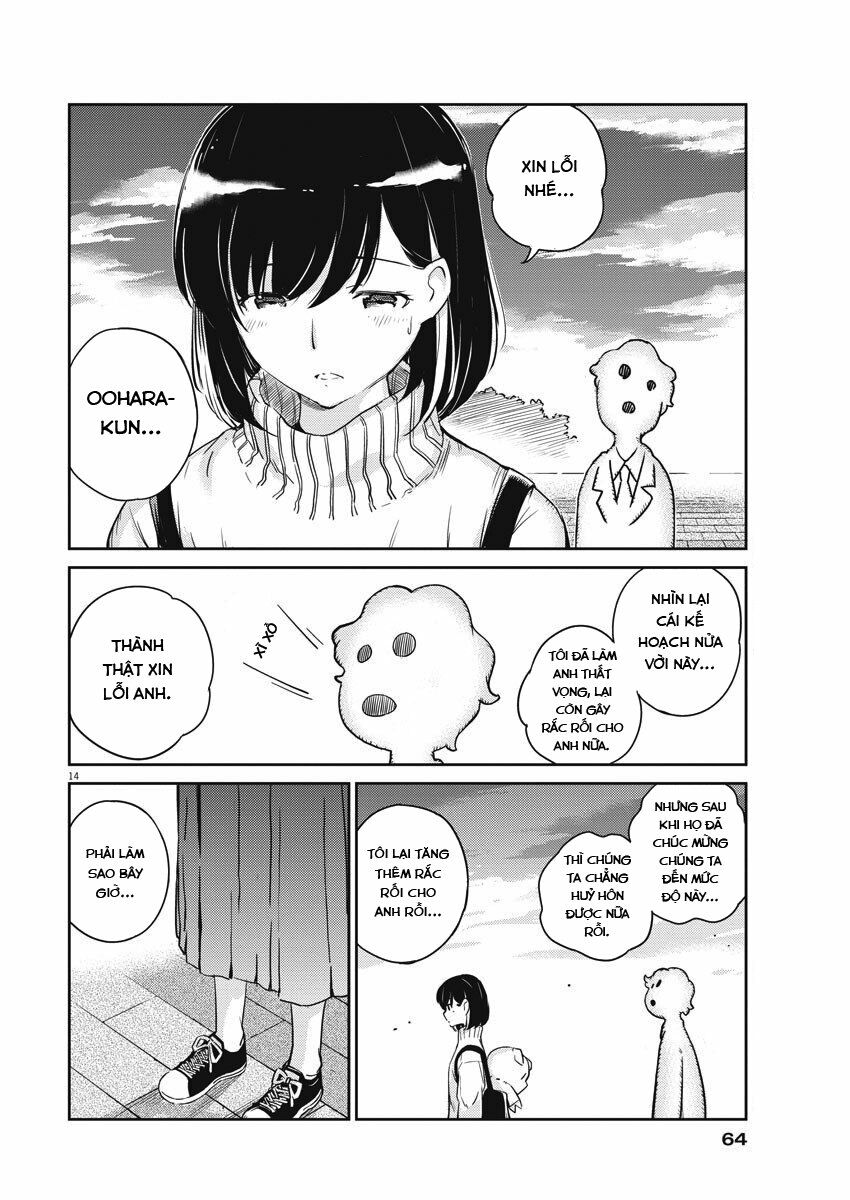 XIN LỖI
NHÉ...
OOHARA-
KUN...
NHÌN LẠI
CÁI KẾ
HOẠCH NỬA
VỜI NÀY...
TÔI ĐÃ LÀM
ANH THẤT
VỌNG, LẠI
CÒN GÂY
RẮC RỐI CHO
ANH NỮA.
XÌ XÓ
THÀNH
THẬT XIN
LỖI ANH.
14
NHƯNG SAU
KHI HỌ ĐÃ
CHÚC MỪNG
CHÚNG TA
ĐẾN MỨC
ĐỘ NÀY...
THÌ CHÚNG
TA CHẲNG
HUỶ HÔN
ĐƯỢC NỮA
RỒI.
TÔI LẠI TĂNG
THÊM RẮC
RỐI CHO
ANH RỒI...
PHẢI LÀM
SAO BÂY
GIỜ...
64